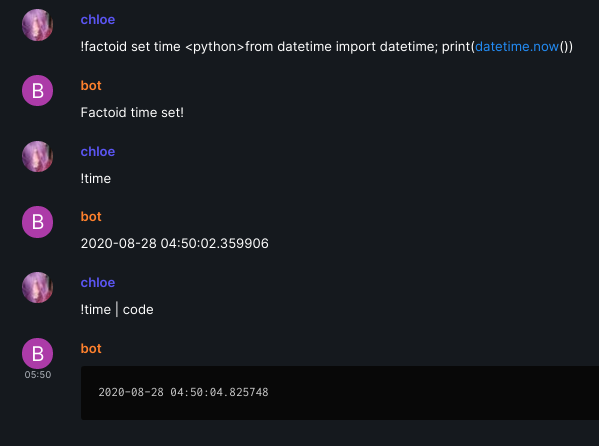 chloe
!factoid set time <python>from datetime import datetime; print(datetime.now())
B
bot
Factoid time set!
chloe
!time
B
bot
2020-08-28 04:50:02.359906
chloe
!time | code
B
bot
05:50
2020-08-28 04:50:04.825748